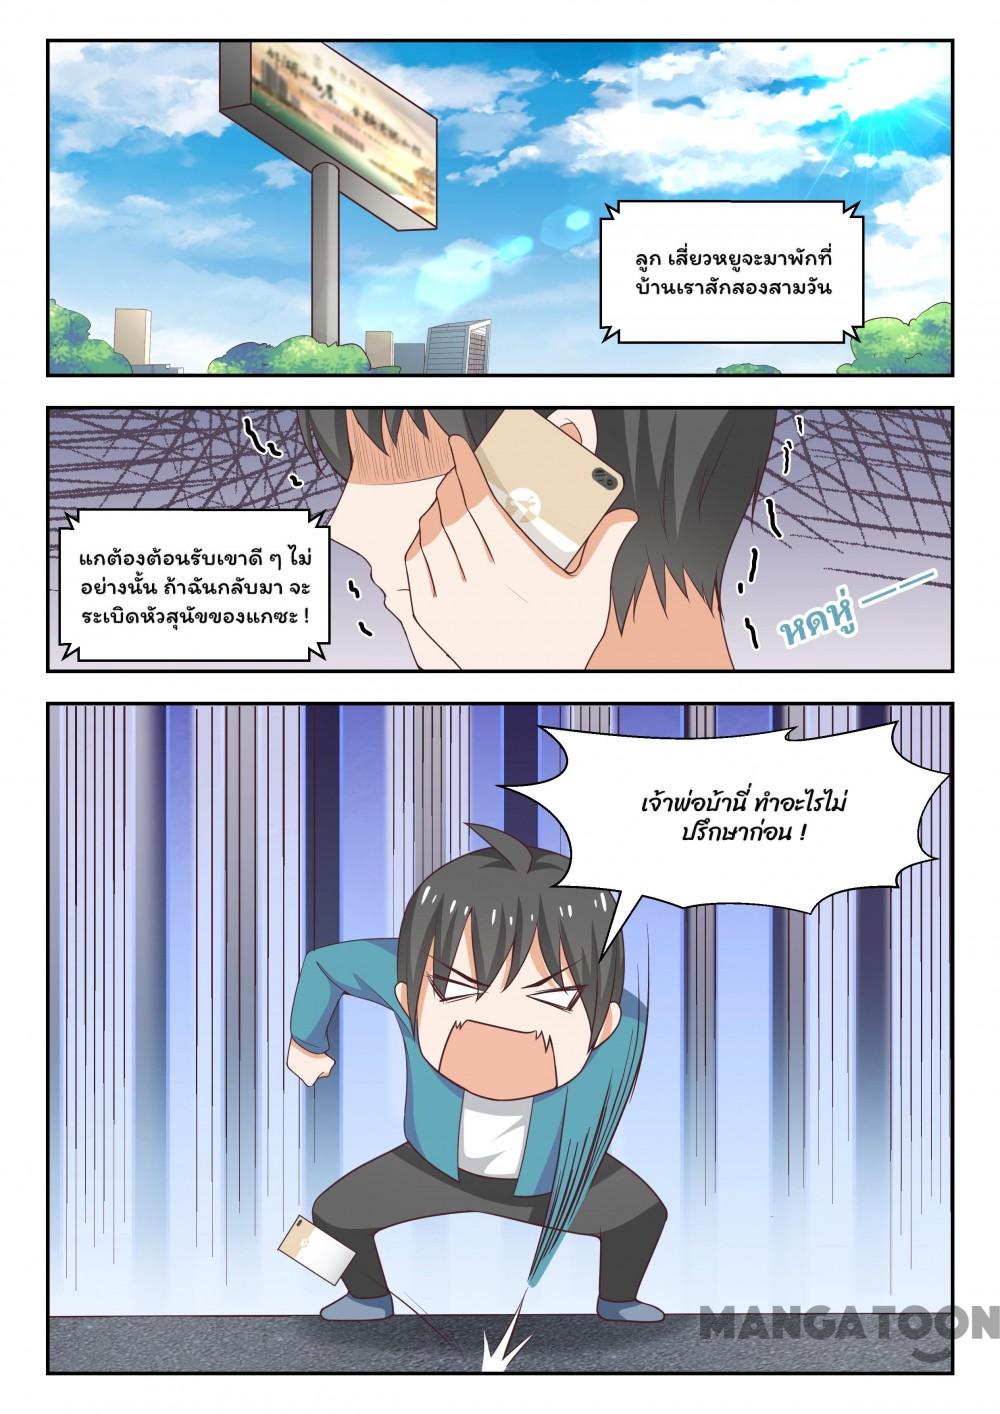 ลูก เสี่ยวหยูจะมาพักที่
บ้านเราสักสองสามวัน
แกต้องต้อนรับเขาดี ๆ ไม่
อย่างนั้น ถ้าฉันกลับมา จะ
ระเบิดหัวสุนัขของแกซะ !
หดหู่ ——
เจ้าพ่อบ้านี่ ทำอะไรไม่
ปรึกษาก่อน !
MANGATOON